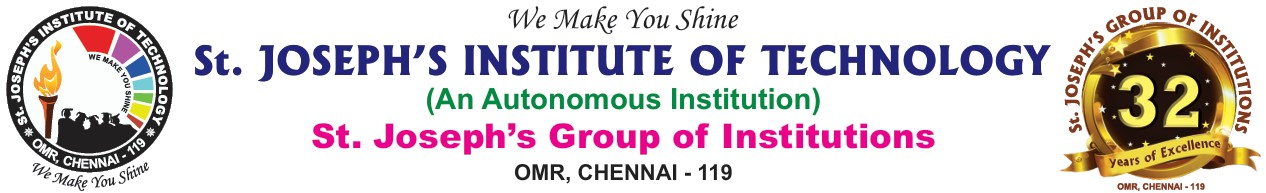 St. JOSEPH'S INSTITUTE OF TECHNOLOGY
WE MAKE YOU SHINE
OMR, CHENNAI - 119
We Make You Shine
We Make You Shine
St. JOSEPH'S INSTITUTE OF TECHNOLOGY
(An Autonomous Institution)
St. Joseph's Group of Institutions
OMR, CHENNAI - 119
St. JOSEPH'S GROUP OF INSTITUTIONS
32
Years of Excellence
OMR, CHENNAI - 119